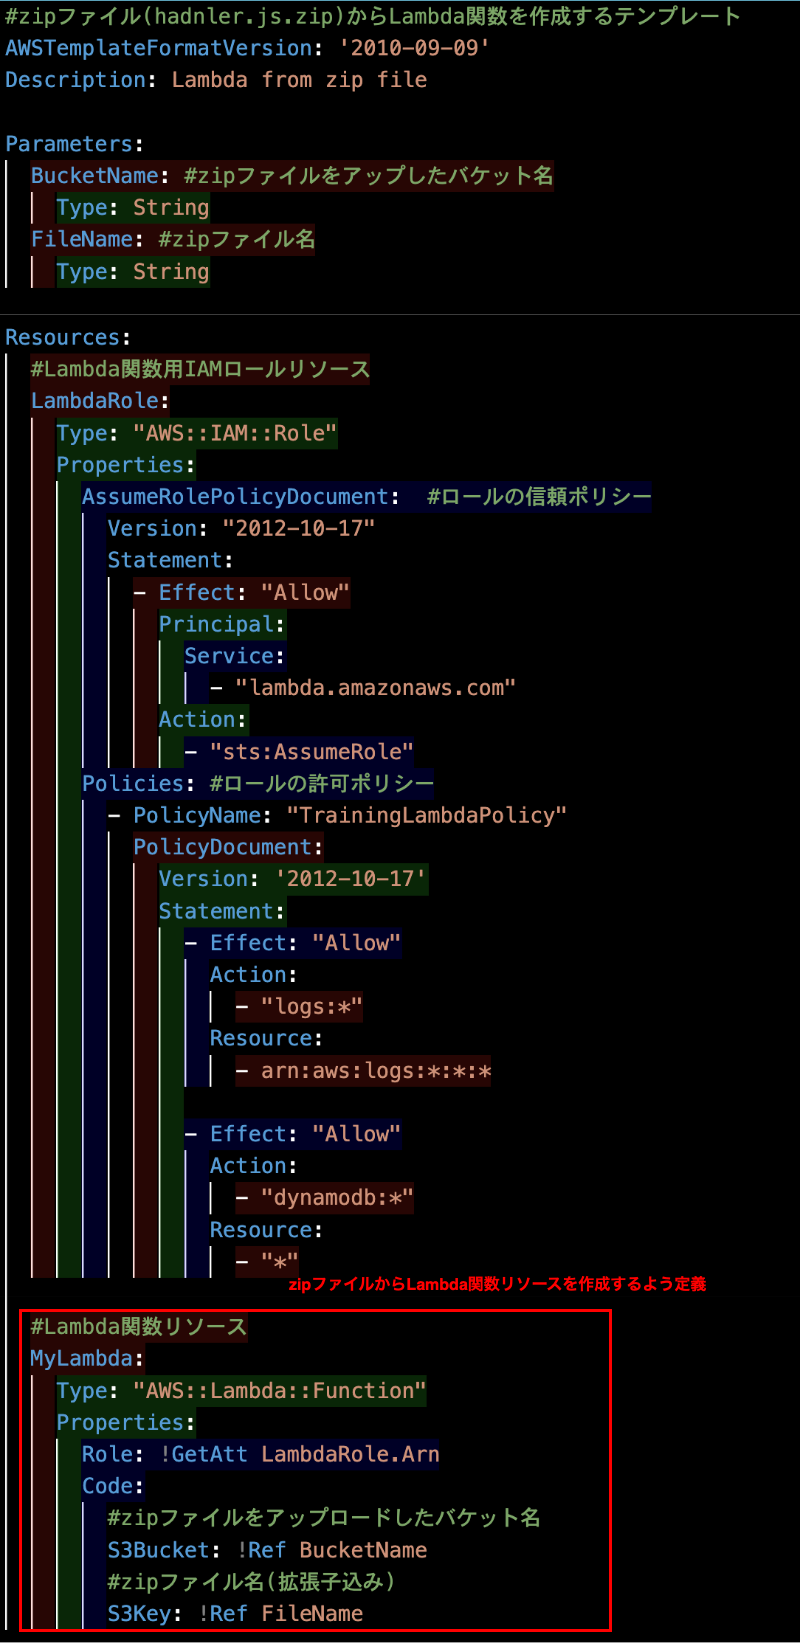 #zipファイル(hadnler.js.zip)からLambda関数を作成するテンプレート
AWSTemplateFormatVersion: '2010-09-09'
Description: Lambda from zip file
Parameters:
BucketName: #zipファイルをアップしたバケット名
Type: String
FileName: #zipファイル名
Type: String
Resources:
#Lambda関数用IAMロールリソース
LambdaRole:
Type: "AWS::IAM::Role"
Properties:
AssumeRolePolicyDocument:  #ロールの信頼ポリシー
Version: "2012-10-17"
Statement:
- Effect: "Allow"
Principal:
Service:
- "lambda.amazonaws.com"
Action:
- "sts:AssumeRole"
Policies: #ロールの許可ポリシー
- PolicyName: "TrainingLambdaPolicy"
PolicyDocument:
Version: '2012-10-17'
Statement:
- Effect: "Allow"
Action:
- "logs:*"
Resource:
- arn:aws:logs:*:*:*
- Effect: "Allow"
Action:
- "dynamodb:*"
Resource:
- "*"
zipファイルからLambda関数リソースを作成するよう定義
#Lambda関数リソース
MyLambda:
Type: "AWS::Lambda::Function"
Properties:
Role: !GetAtt LambdaRole.Arn
Code:
#zipファイルをアップロードしたバケット名
S3Bucket: !Ref BucketName
#zipファイル名(拡張子込み)
S3Key: !Ref FileName